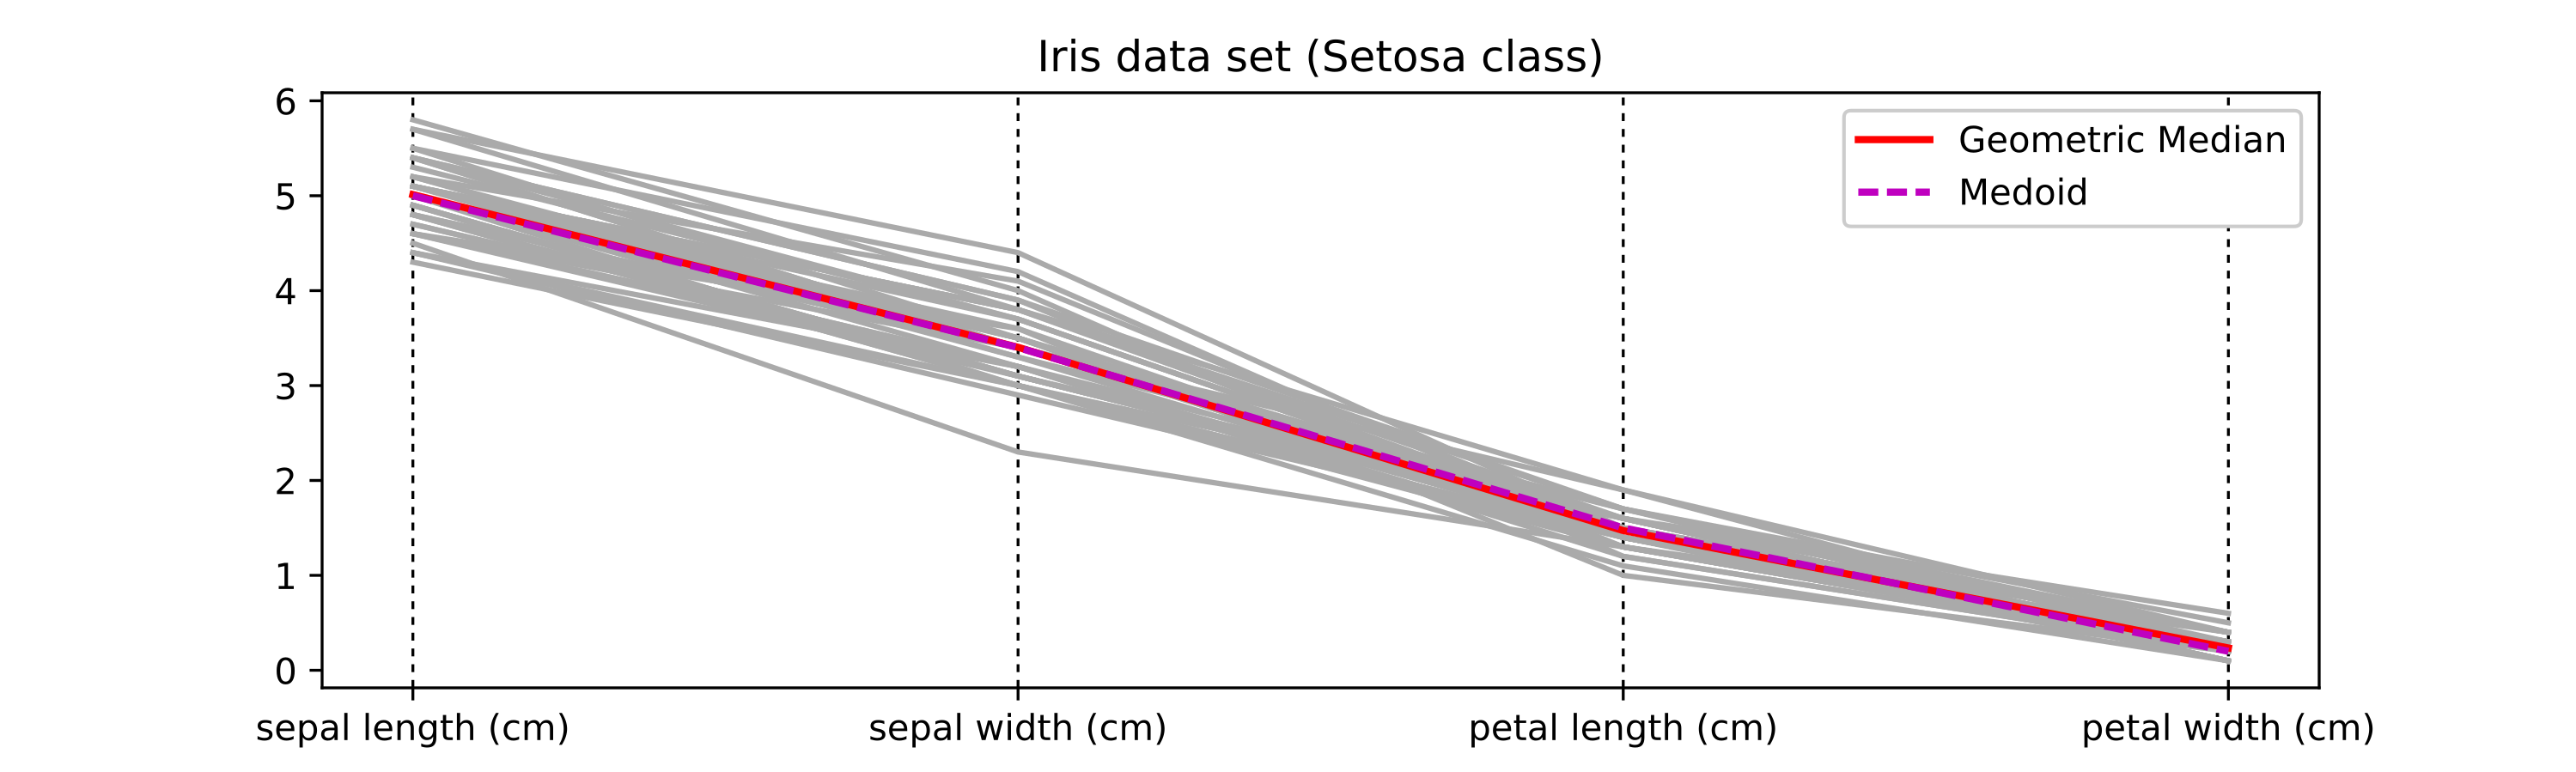 Iris data set (Setosa class)
Geometric Median
Medoid
6
5
4
3
2
1
0
sepal length (cm) sepal width (cm) petal length (cm) petal width (cm)